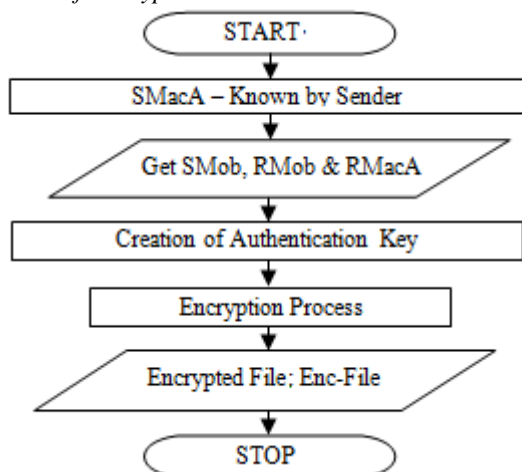 START
SMacA – Known by Sender
Get SMob, RMob & RMacA
Creation of Authentication Key
Encryption Process
Encrypted File; Enc-File
STOP